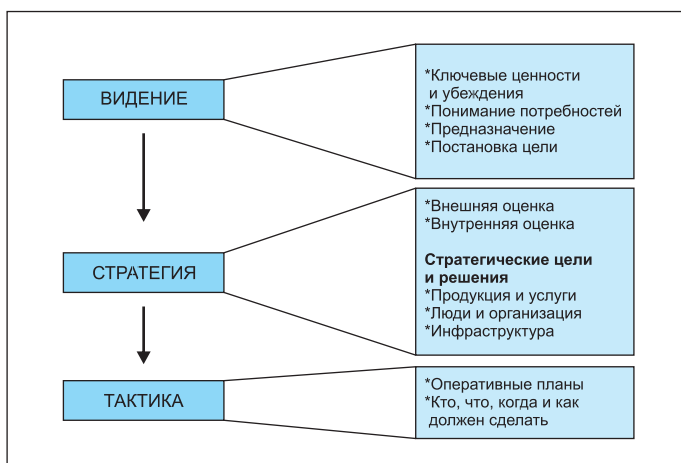 ВИДЕНИЕ
*Ключевые ценности
и убеждения
*Понимание потребностей
*Предназначение
*Постановка цели
СТРАТЕГИЯ
*Внешняя оценка
*Внутренняя оценка
Стратегические цели
и решения
*Продукция и услуги
*Люди и организация
*Инфраструктура
ТАКТИКА
*Оперативные планы
*Кто, что, когда и как
должен сделать